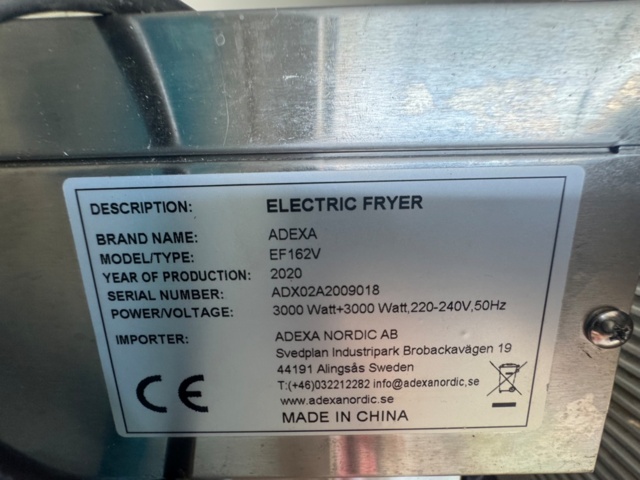 DESCRIPTION: ELECTRIC FRYER
BRAND NAME: ADEXA
MODEL/TYPE: EF162V
YEAR OF PRODUCTION: 2020
SERIAL NUMBER: ADX02A2009018
POWER/VOLTAGE: 3000 Watt+3000 Watt,220-240V,50Hz
IMPORTER: ADEXA NORDIC AB
Svedplan Industripark Brobackavägen 19
44191 Alingsås Sweden
T:(+46)032212282 info@adexanordic,se
www.adexanordic.se
CE
MADE IN CHINA